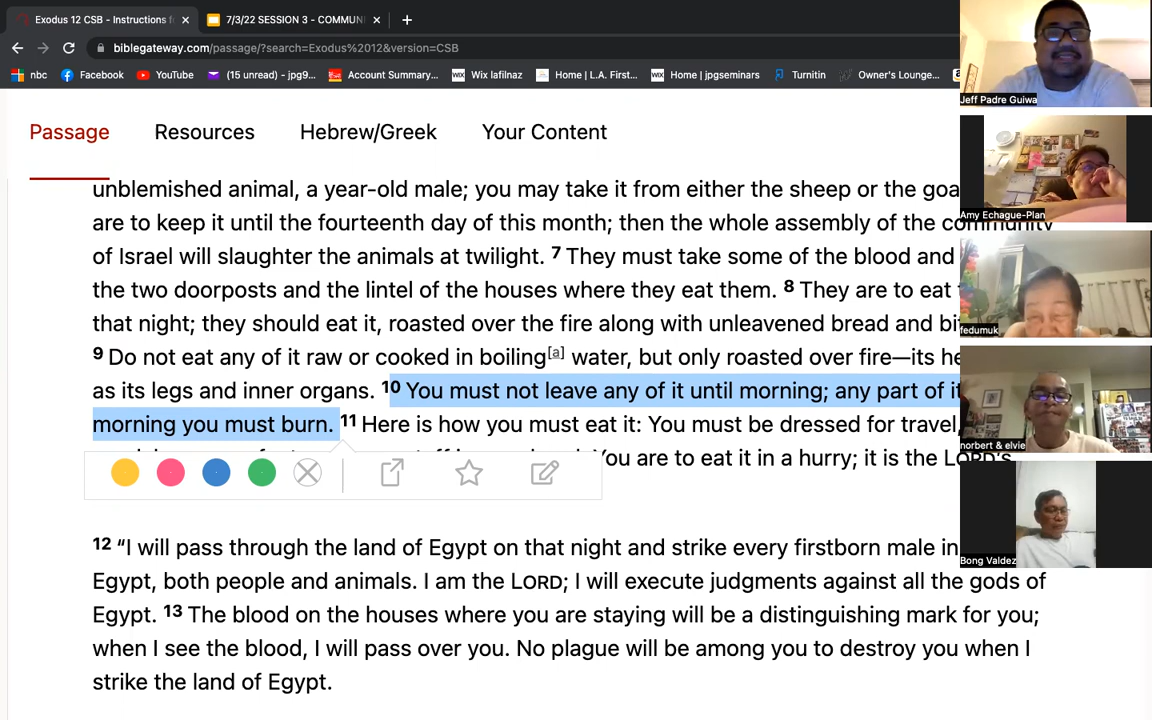 Exodus 12 CSB - Instructions f
7/3/22 SESSION 3 - COMMUN
biblegateway.com/passage/?search=Exodus%2012&version=CSB
nbc Facebook YouTube (15 unread) - jpg9... Account Summary... Wix lafilnaz Home | L.A. First... Home | jpgseminars Turnitin Owner's Lounge...
Passage Resources Hebrew/Greek Your Content
unblemished animal, a year-old male; you may take it from either the sheep or the goa
are to keep it until the fourteenth day of this month; then the whole assembly of the community
of Israel will slaughter the animals at twilight. 7 They must take some of the blood and
the two doorposts and the lintel of the houses where they eat them. 8 They are to eat
that night; they should eat it, roasted over the fire along with unleavened bread and bi
9 Do not eat any of it raw or cooked in boiling[a] water, but only roasted over fire—its he
as its legs and inner organs. 10 You must not leave any of it until morning; any part of it
morning you must burn. 11 Here is how you must eat it: You must be dressed for travel,
You are to eat it in a hurry; it is the LORD's
12 “I will pass through the land of Egypt on that night and strike every firstborn male in
Egypt, both people and animals. I am the LORD; I will execute judgments against all the gods of
Egypt. 13 The blood on the houses where you are staying will be a distinguishing mark for you;
when I see the blood, I will pass over you. No plague will be among you to destroy you when I
strike the land of Egypt.
Jeff Padre Guiwa
Amy Echague-Plan
fedumuk
norbert & elvie
Bong Valdez